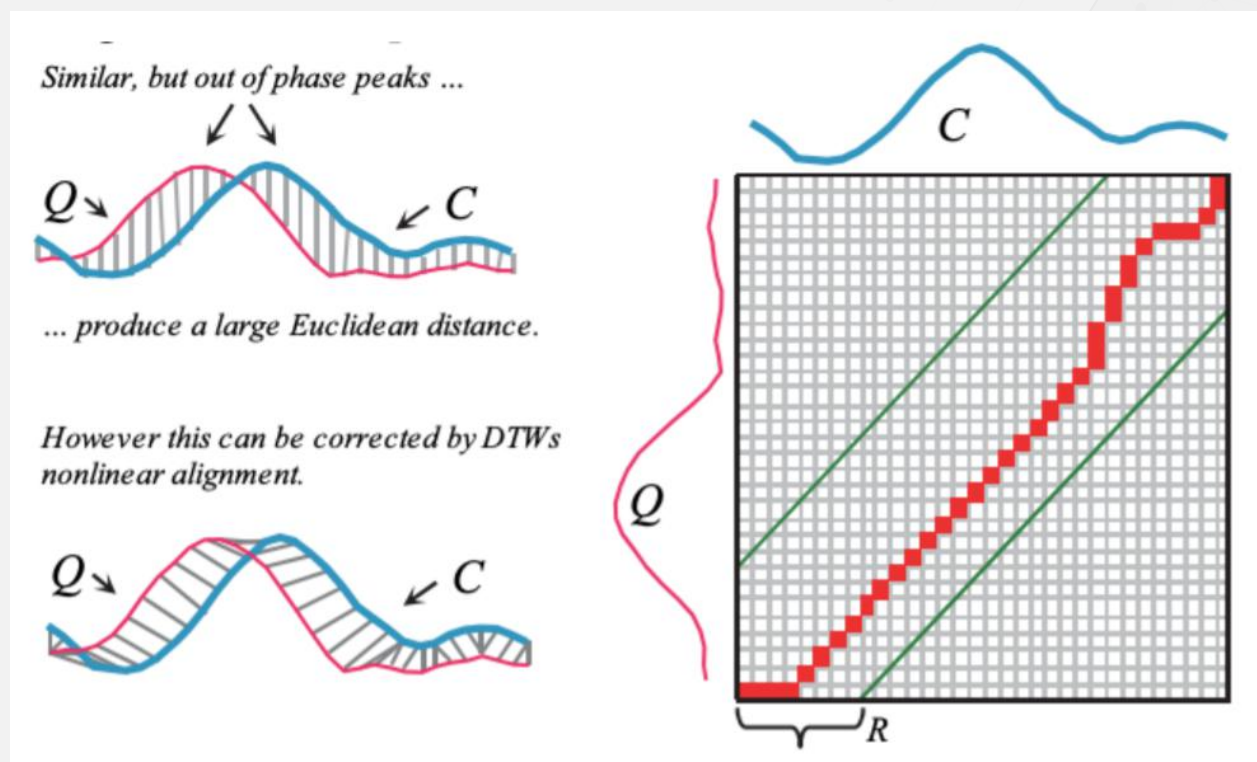 Similar, but out of phase peaks ...
Q
C
... produce a large Euclidean distance.
However this can be corrected by DTWs
nonlinear alignment.
Q
C
C
Q
R